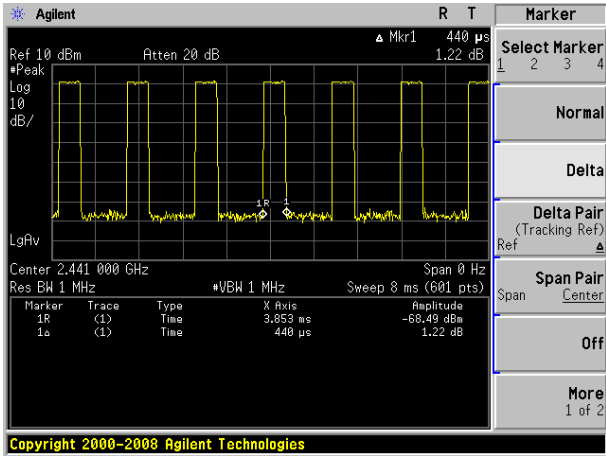 Agilent R T
Δ Mkr1 440 µs
Ref 10 dBm Atten 20 dB 1.22 dB
#Peak
Log
10
dB/
1R 1
LgAv
Center 2.441 000 GHz Span 0 Hz
Res BW 1 MHz #VBW 1 MHz Sweep 8 ms (601 pts)
Marker Trace Type X Axis Amplitude
1R (1) Time 3.853 ms -68.49 dBm
1Δ (1) Time 440 µs 1.22 dB
Copyright 2000-2008 Agilent Technologies
Marker
Select Marker
1 2 3 4
Normal
Delta
Delta Pair
(Tracking Ref)
Ref Δ
Span Pair
Span Center
Off
More
1 of 2